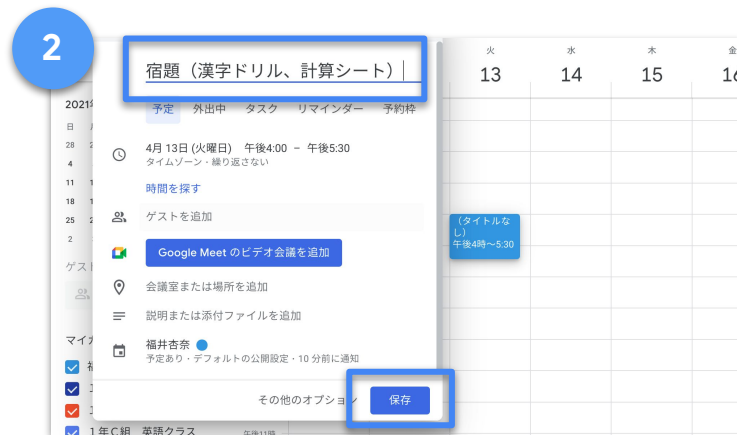 2
宿題（漢字ドリル、計算シート）
予定 外出中 タスク リマインダー 予約枠
4月 13日 (火曜日) 午後4:00 – 午後5:30
タイムゾーン・繰り返さない
時間を探す
ゲストを追加
Google Meet のビデオ会議を追加
会議室または場所を追加
説明または添付ファイルを追加
福井杏奈
予定あり・デフォルトの公開設定・10 分前に通知
その他のオプション 保存
火 水 木 金
13 14 15
（タイトルな
し）
午後4時～5:30
2021
日
28
4
11
18
25
2
ゲスト
マイカ
1年C組 英語クラス
午後11時